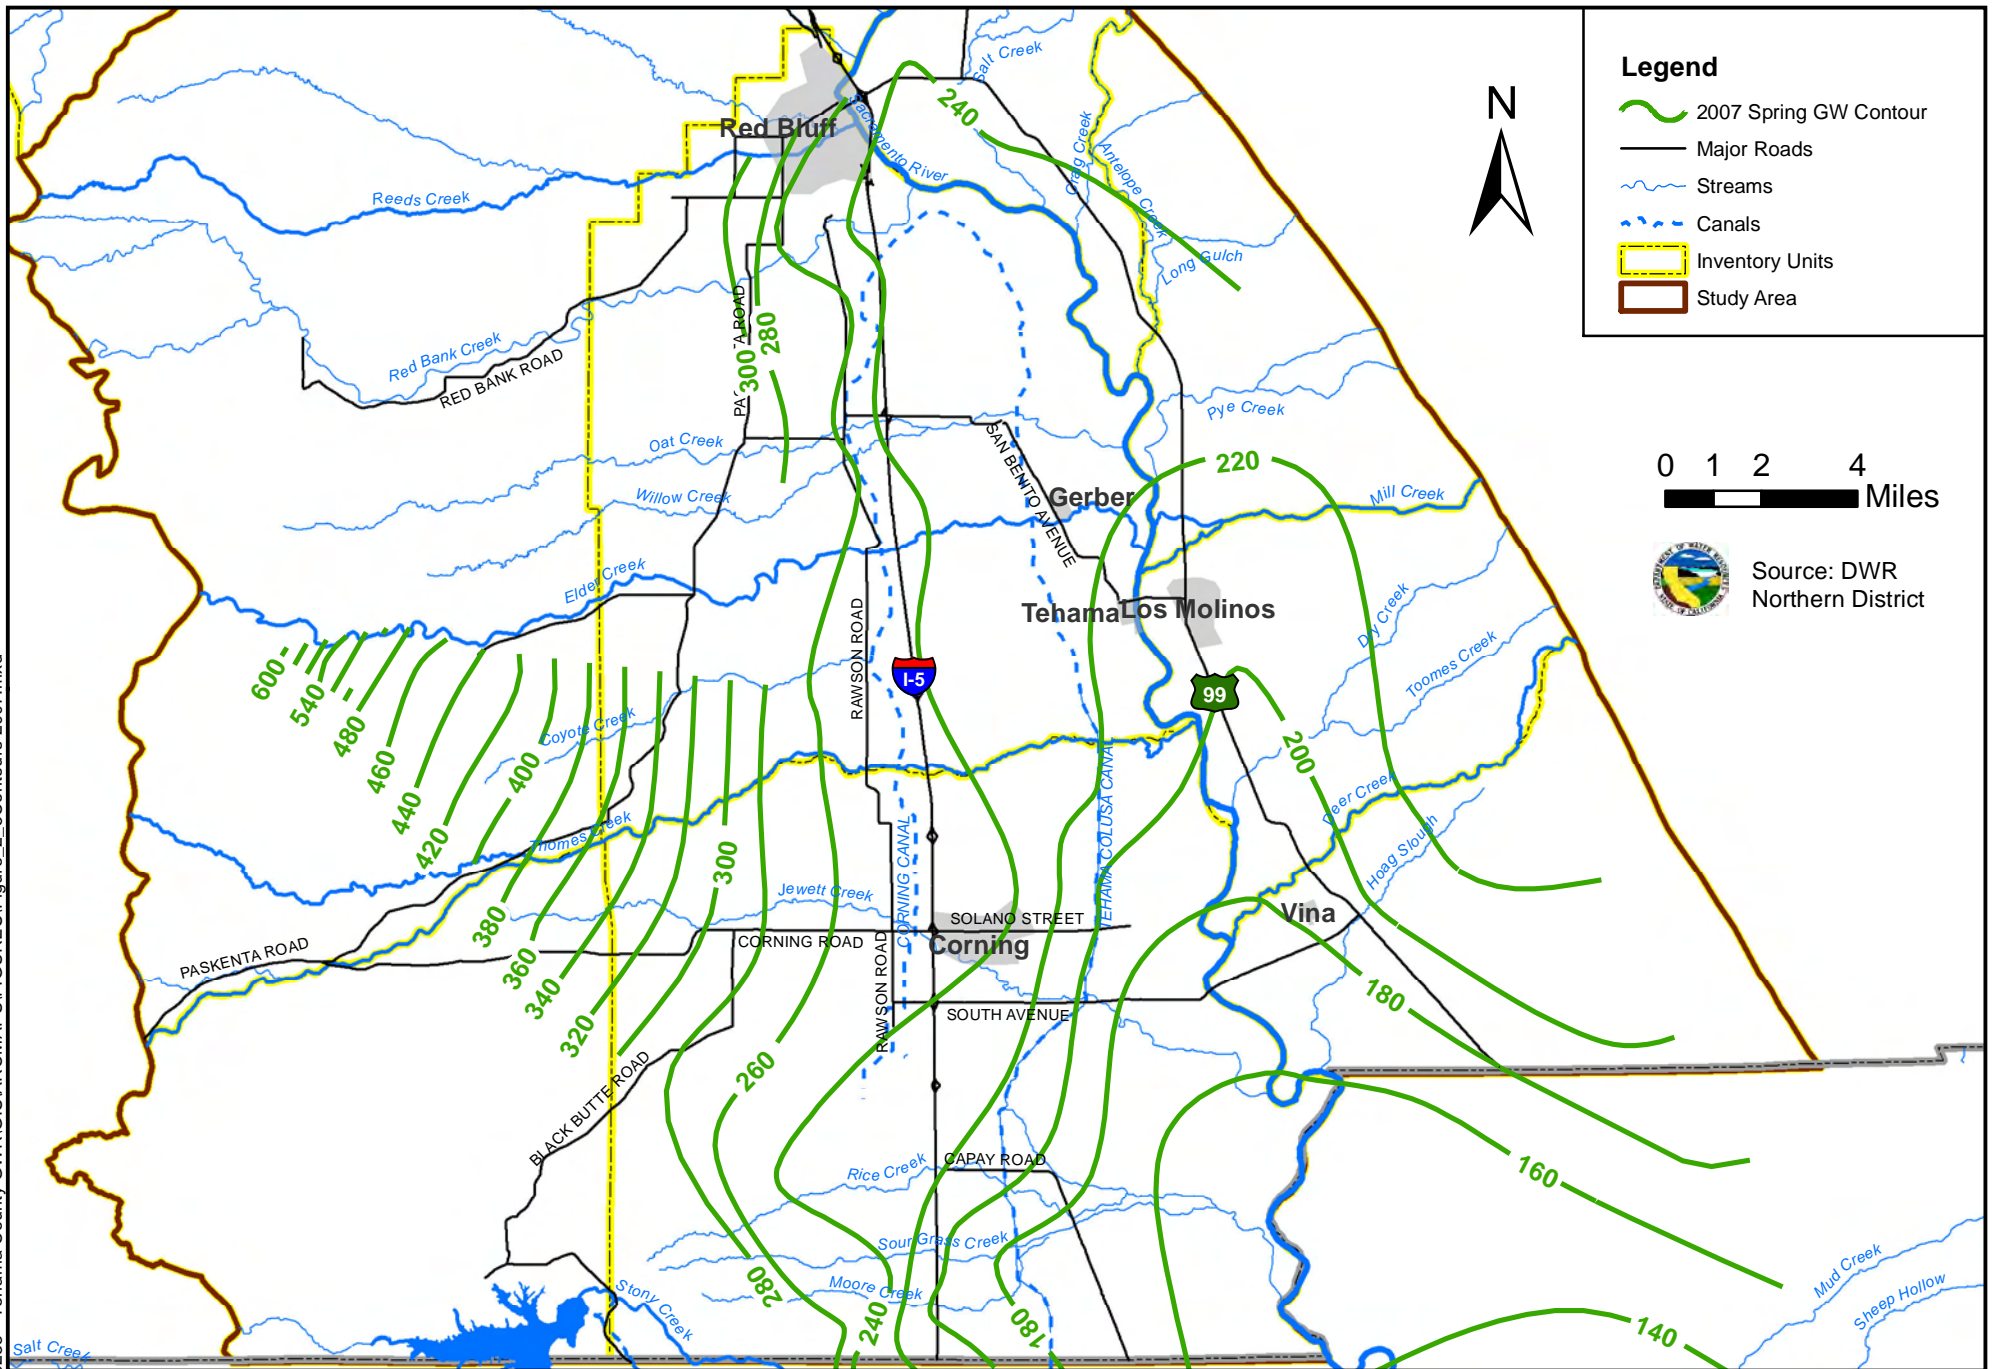 Legend
2007 Spring GW Contour
Major Roads
Streams
Canals
Inventory Units
Study Area
N
0 1 2 4
Miles
Source: DWR
Northern District
Salt Creek
240
Red Bluff
Sacramento River
Craig Creek
Antelope Creek
Reeds Creek
Long Gulch
280
300
Red Bank Creek
RED BANK ROAD
Pye Creek
Oat Creek
SAN BENITO AVENUE
220
Willow Creek
Gerber
Mill Creek
Elder Creek
Tehama
Los Molinos
Dry Creek
Toomes Creek
RAWSON ROAD
I-5
99
600
540
480
460
440
420
400
Coyote Creek
200
TEHAMA COLUSA CANAL
Deer Creek
Hoag Slough
Thomes Creek
CORNING CANAL
300
Jewett Creek
380
SOLANO STREET
Vina
CORNING ROAD
Corning
PASKENTA ROAD
360
340
320
RAWSON ROAD
SOUTH AVENUE
180
260
BLACK BUTTE ROAD
Rice Creek
CAPAY ROAD
160
Sour Grass Creek
280
Moore Creek
Stony Creek
240
180
Mud Creek
Sheep Hollow
140
Salt Creek